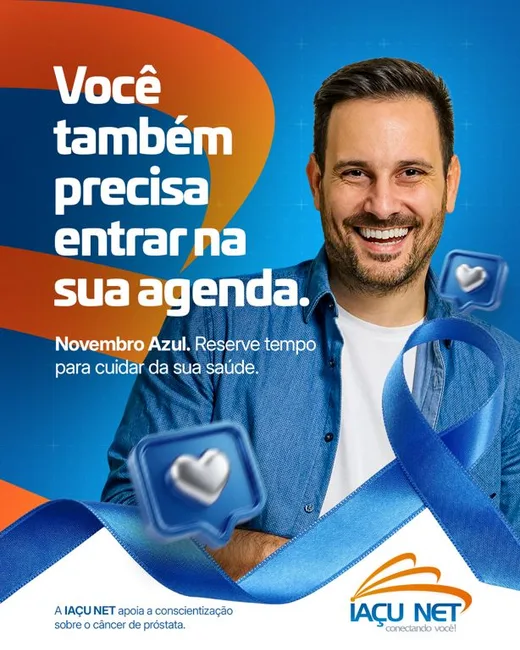 Você
também
precisa
entrar na
sua agenda.
Novembro Azul. Reserve tempo
para cuidar da sua saúde.
A IAÇU NET apoia a conscientização
sobre o câncer de próstata.
IAÇU NET
conectando você!